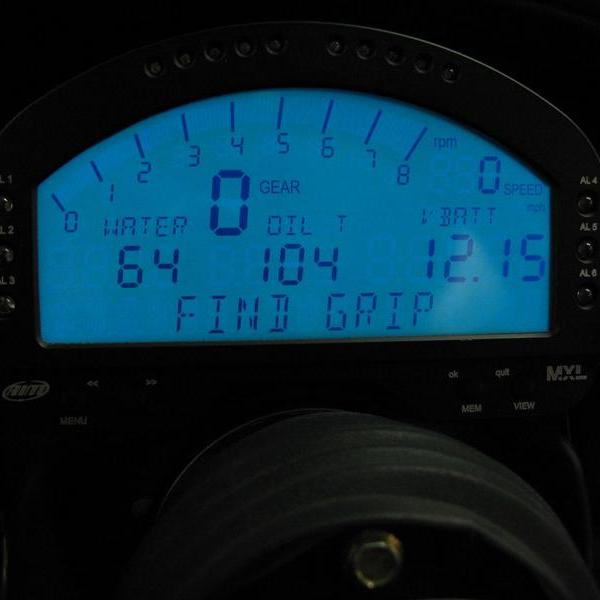 rpm
0 1 2 3 4 5 6 7 8
0 GEAR
0 SPEED
mph
WATER OIL T VBATT
64 104 12.15
FIND GRIP
AL 1
AL 2
AL 3
AL 4
AL 5
AL 6
<< >> ok quit MXL
MENU MEM VIEW